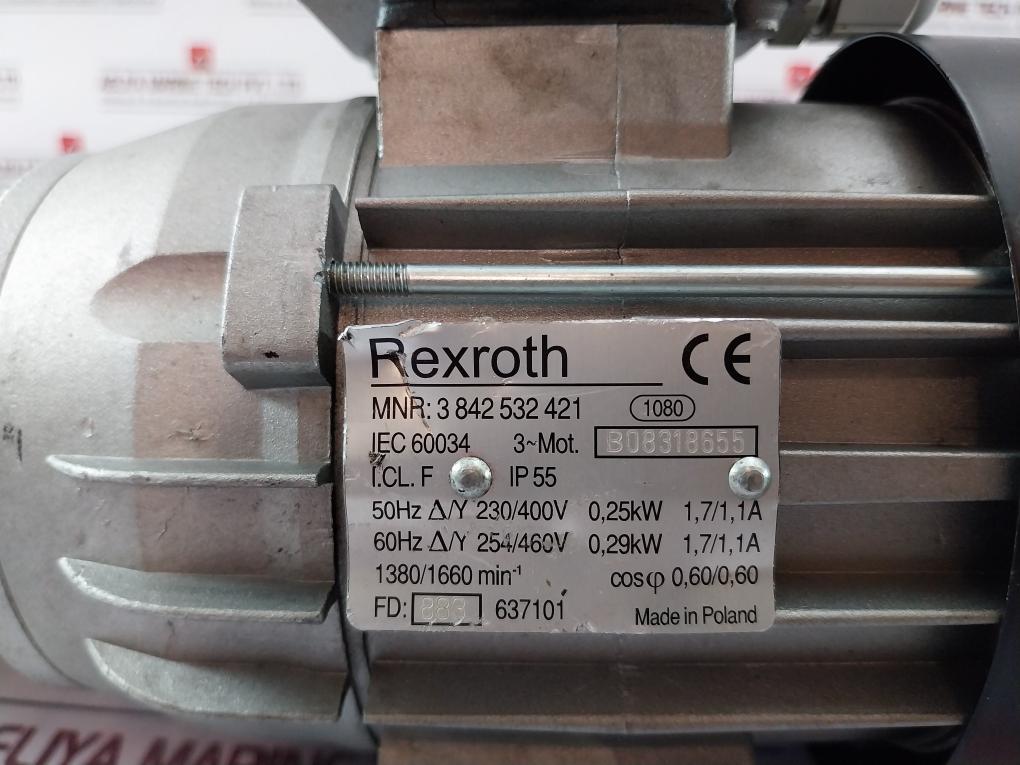 Rexroth CE
MNR: 3 842 532 421 1080
IEC 60034 3~Mot. B08318655
I.CL. F IP 55
50Hz Δ/Y 230/400V 0,25kW 1,7/1,1A
60Hz Δ/Y 254/460V 0,29kW 1,7/1,1A
1380/1660 min⁻¹ cosφ 0,60/0,60
FD: 883 637101
Made in Poland